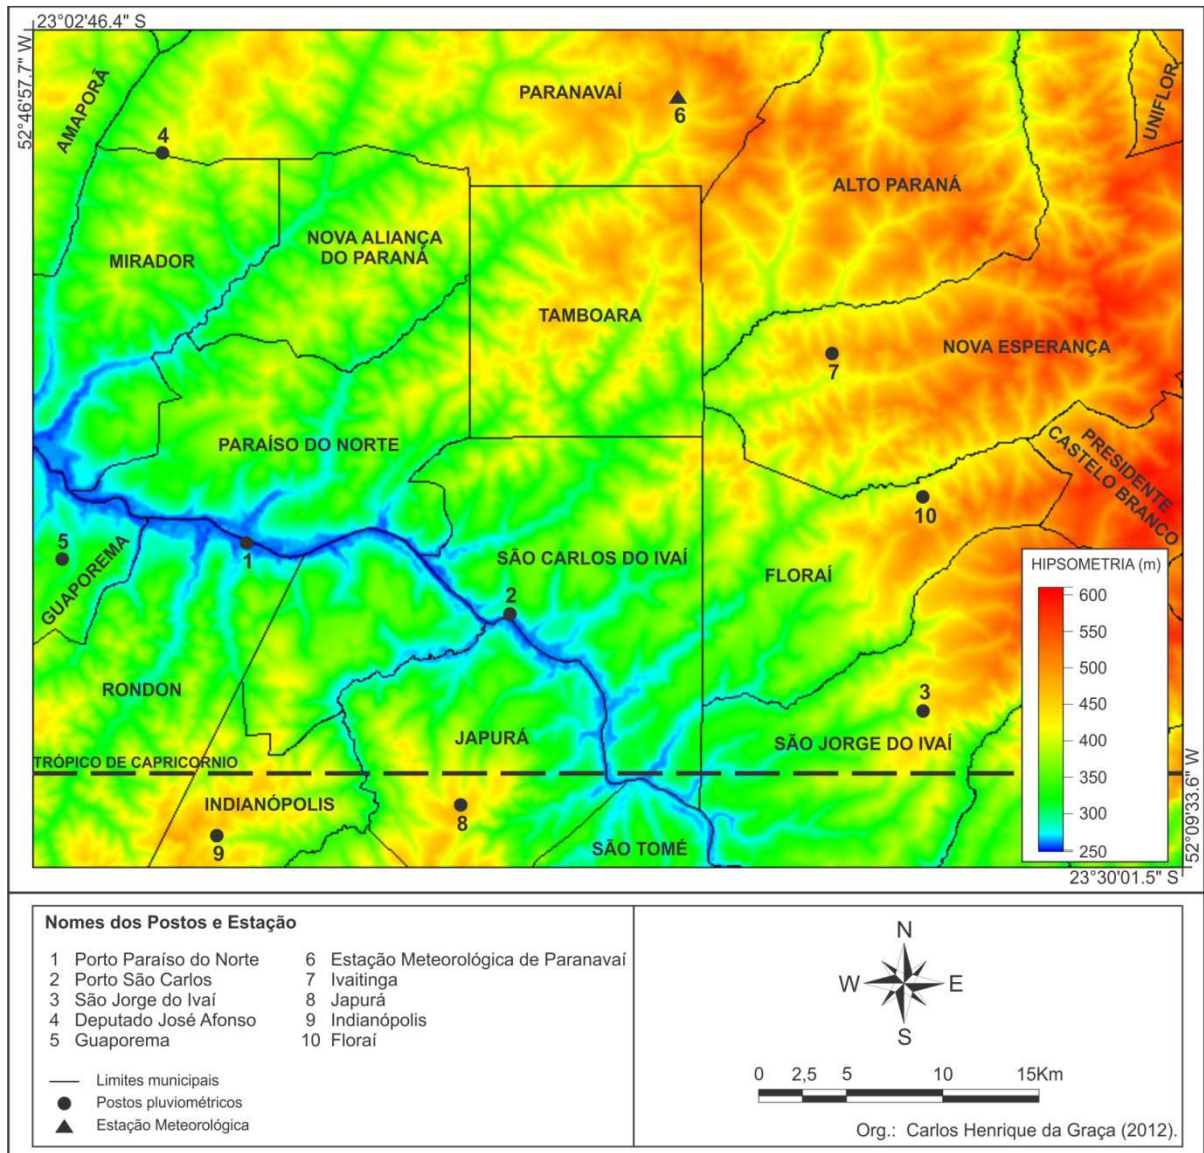 23°02'46.4" S
52°46'57.7" W
AMAPORÃ
4
PARANAVAÍ
6
UNIFLOR
ALTO PARANÁ
MIRADOR
NOVA ALIANÇA
DO PARANÁ
TAMBOARA
NOVA ESPERANÇA
7
PARAÍSO DO NORTE
PRESIDENTE
CASTELO BRANCO
10
5
GUAPOREMA
1
SÃO CARLOS DO IVAÍ
FLORAÍ
2
HIPSOMETRIA (m)
600
550
500
450
400
350
300
250
RONDON
3
JAPURÁ
SÃO JORGE DO IVAÍ
TRÓPICO DE CAPRICORNIO
INDIANÓPOLIS
8
9
SÃO TOMÉ
52°09'33.6" W
23°30'01.5" S
Nomes dos Postos e Estação
1 Porto Paraíso do Norte
2 Porto São Carlos
3 São Jorge do Ivaí
4 Deputado José Afonso
5 Guaporema
6 Estação Meteorológica de Paranavaí
7 Ivaitinga
8 Japurá
9 Indianópolis
10 Floraí
Limites municipais
Postos pluviométricos
Estação Meteorológica
N
W E
S
0 2,5 5 10 15Km
Org.: Carlos Henrique da Graça (2012).